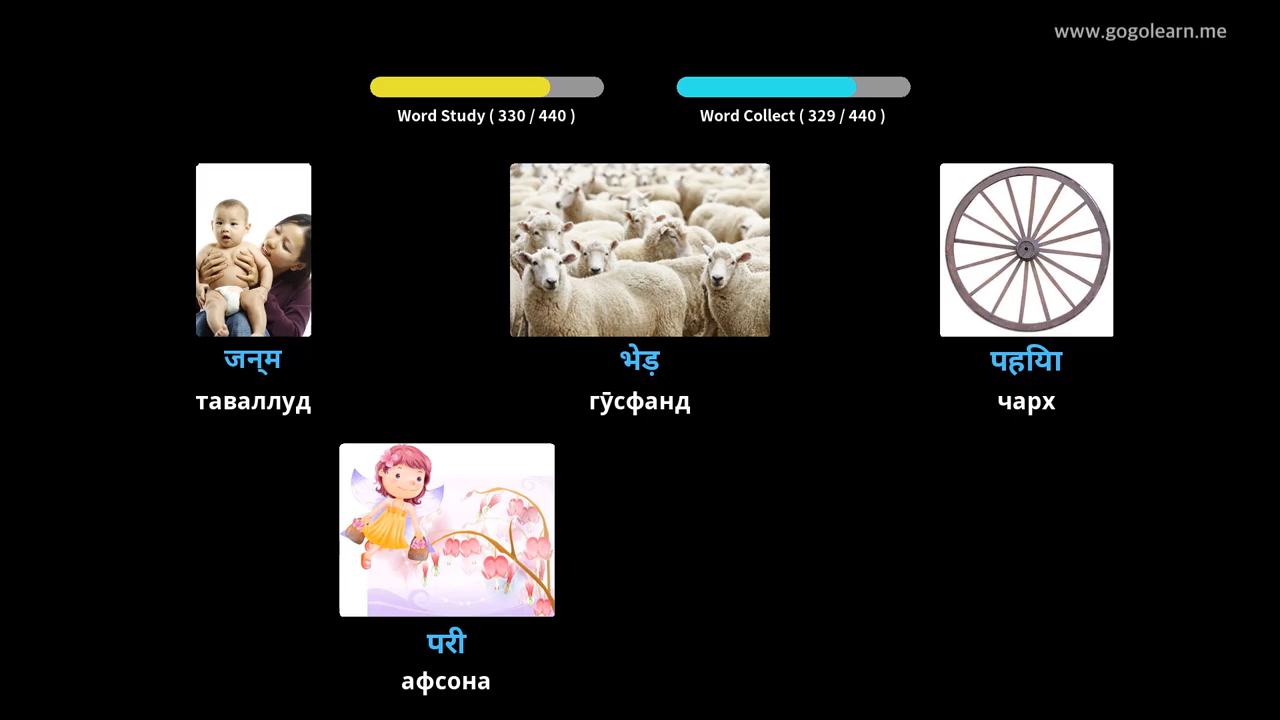 www.gogolearn.me
Word Study ( 330 / 440 )
Word Collect ( 329 / 440 )
जन्म
भेड़
पहिया
таваллуд
гӯсфанд
чарх
परी
афсона